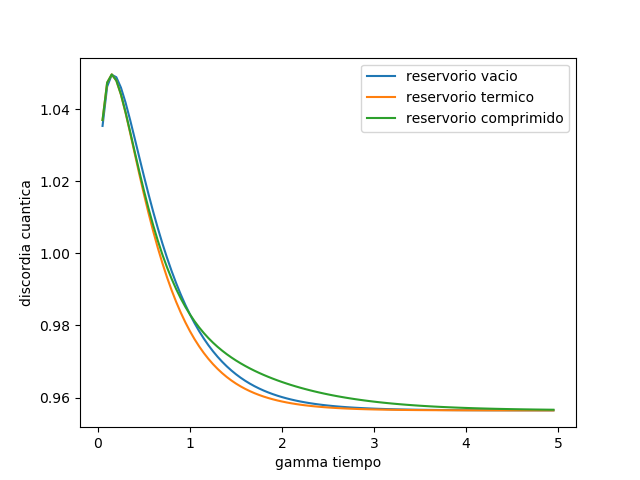 reservorio vacio
reservorio termico
reservorio comprimido
discordia cuantica
1.04
1.02
1.00
0.98
0.96
0 1 2 3 4 5
gamma tiempo